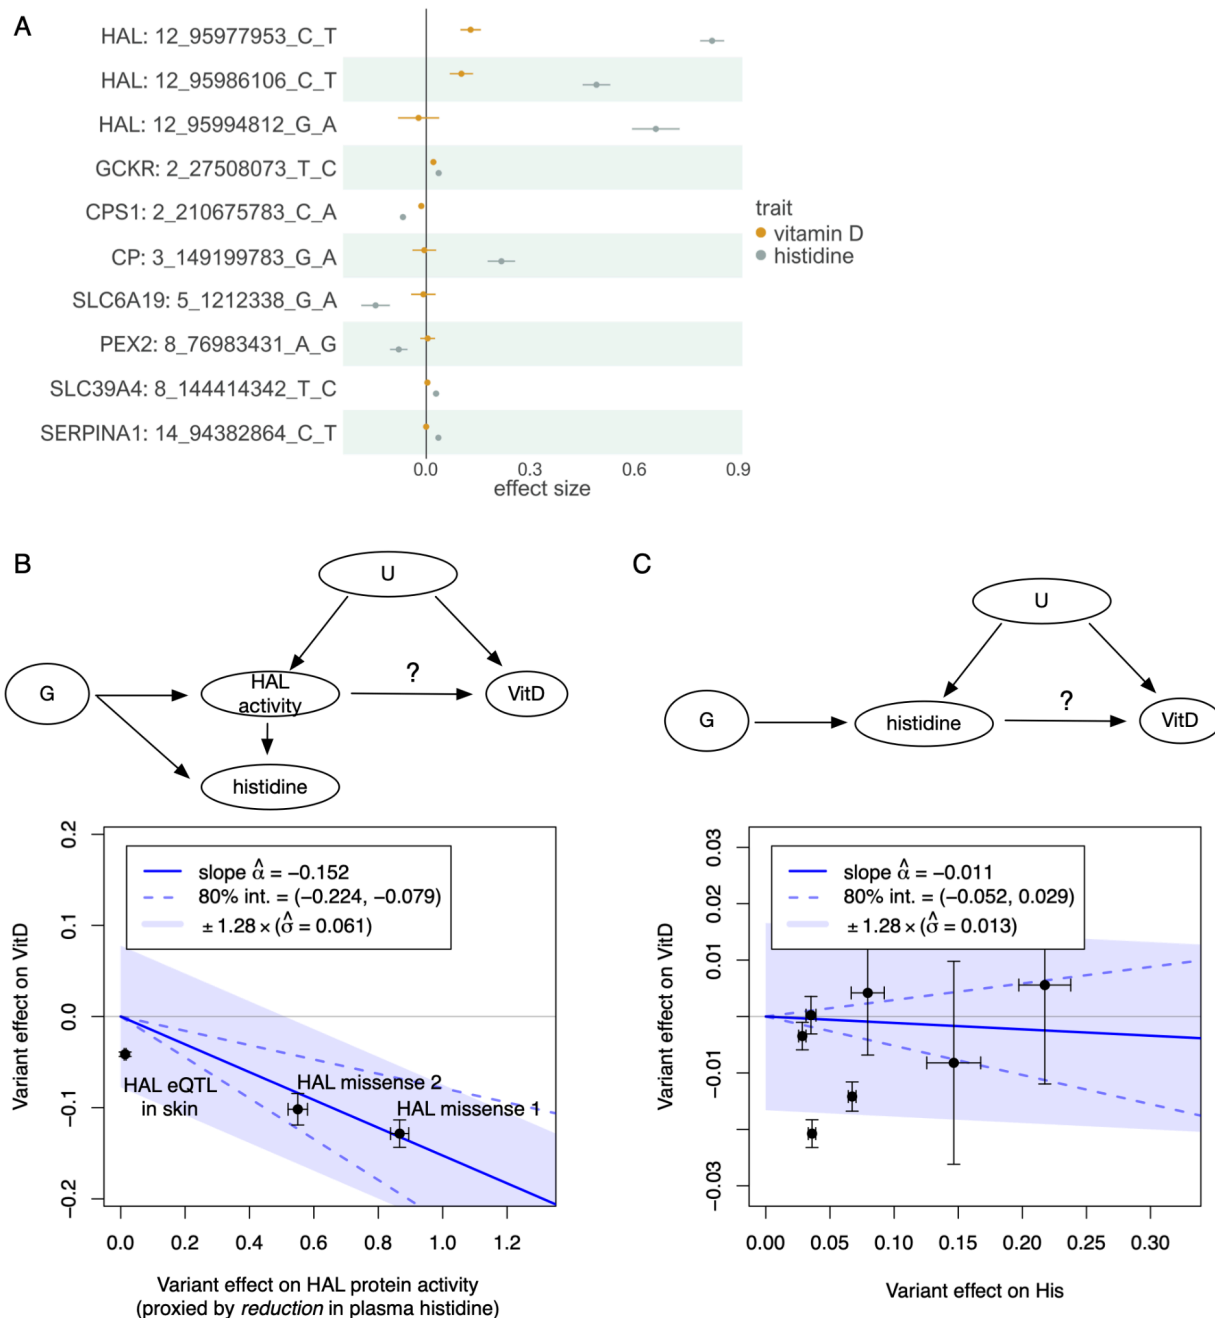 A
HAL: 12_95977953_C_T
HAL: 12_95986106_C_T
HAL: 12_95994812_G_A
GCKR: 2_27508073_T_C
CPS1: 2_210675783_C_A
CP: 3_149199783_G_A
SLC6A19: 5_1212338_G_A
PEX2: 8_76983431_A_G
SLC39A4: 8_144414342_T_C
SERPINA1: 14_94382864_C_T
0.0 0.3 0.6 0.9
effect size
trait
vitamin D
histidine
B
U
G
HAL
activity
?
VitD
histidine
slope α̂ = −0.152
80% int. = (−0.224, −0.079)
± 1.28 × (σ̂ = 0.061)
0.2
0.1
0.0
−0.1
−0.2
Variant effect on VitD
HAL eQTL
in skin
HAL missense 2
HAL missense 1
0.0 0.2 0.4 0.6 0.8 1.0 1.2
Variant effect on HAL protein activity
(proxied by reduction in plasma histidine)
C
U
G
histidine
?
VitD
slope α̂ = −0.011
80% int. = (−0.052, 0.029)
± 1.28 × (σ̂ = 0.013)
0.03
0.02
0.01
−0.01
−0.03
Variant effect on VitD
0.00 0.05 0.10 0.15 0.20 0.25 0.30
Variant effect on His